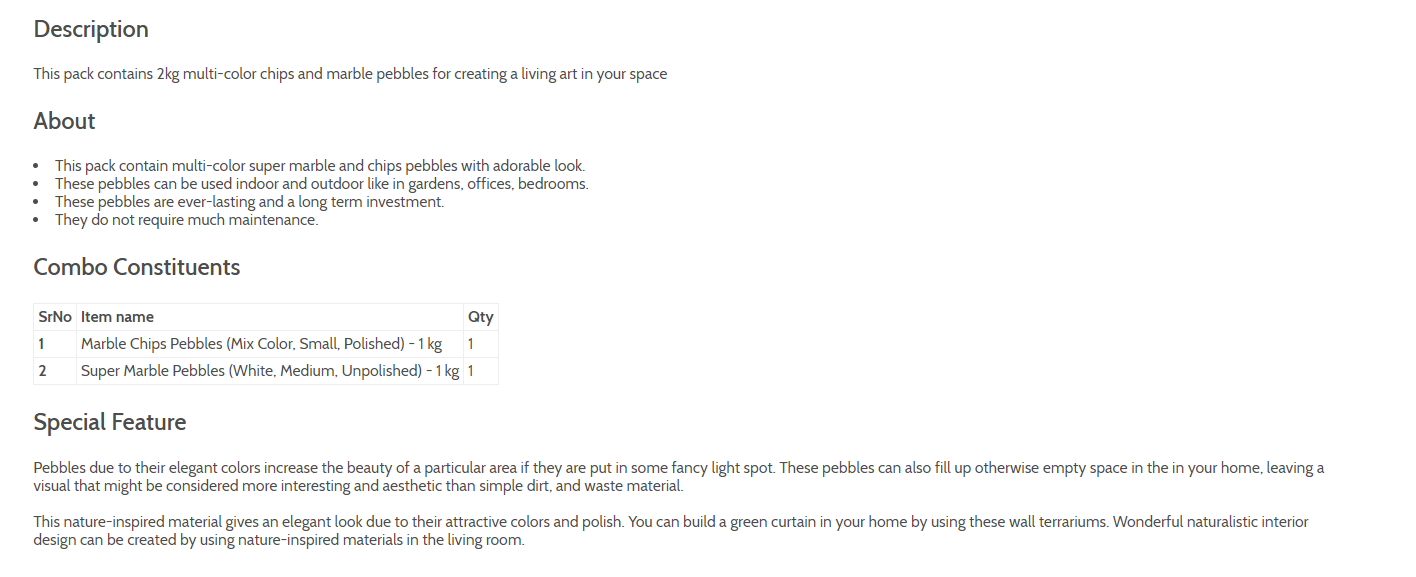 Description
This pack contains 2kg multi-color chips and marble pebbles for creating a living art in your space
About
• This pack contain multi-color super marble and chips pebbles with adorable look.
• These pebbles can be used indoor and outdoor like in gardens, offices, bedrooms.
• These pebbles are ever-lasting and a long term investment.
• They do not require much maintenance.
Combo Constituents
SrNo Item name Qty
1 Marble Chips Pebbles (Mix Color, Small, Polished) - 1 kg 1
2 Super Marble Pebbles (White, Medium, Unpolished) - 1 kg 1
Special Feature
Pebbles due to their elegant colors increase the beauty of a particular area if they are put in some fancy light spot. These pebbles can also fill up otherwise empty space in the in your home, leaving a
visual that might be considered more interesting and aesthetic than simple dirt, and waste material.
This nature-inspired material gives an elegant look due to their attractive colors and polish. You can build a green curtain in your home by using these wall terrariums. Wonderful naturalistic interior
design can be created by using nature-inspired materials in the living room.